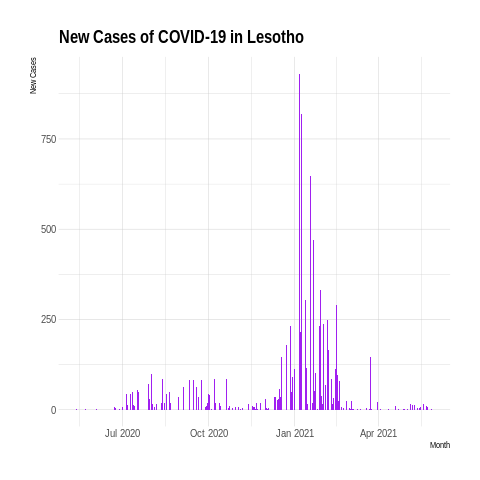 New Cases of COVID-19 in Lesotho
New Cases
750
500
250
0
Jul 2020 Oct 2020 Jan 2021 Apr 2021
Month